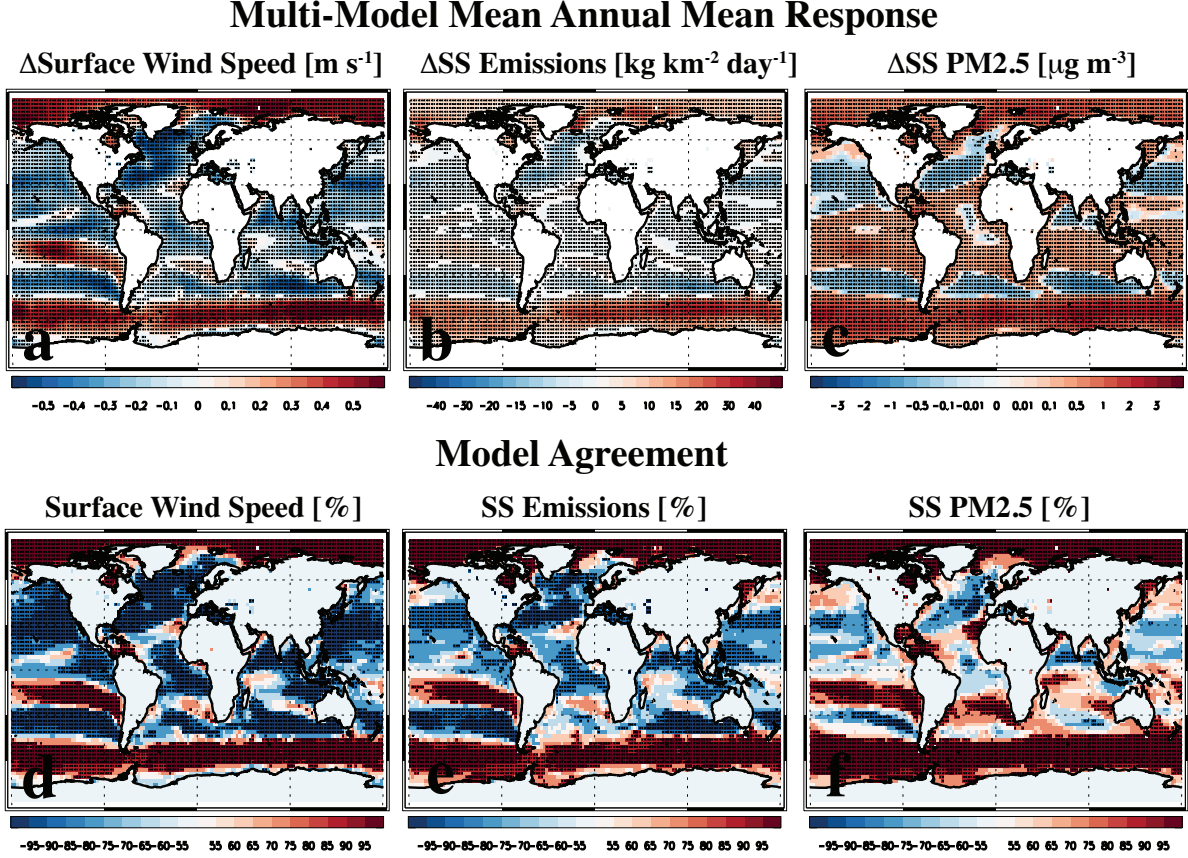 Multi-Model Mean Annual Mean Response
ΔSurface Wind Speed [m s⁻¹]
ΔSS Emissions [kg km⁻² day⁻¹]
ΔSS PM2.5 [μg m⁻³]
a
b
c
-0.5 -0.4 -0.3 -0.2 -0.1 0 0.1 0.2 0.3 0.4 0.5
-40 -30 -20 -15 -10 -5 0 5 10 15 20 30 40
-3 -2 -1 -0.5 -0.1 -0.01 0 0.01 0.1 0.5 1 2 3
Model Agreement
Surface Wind Speed [%]
SS Emissions [%]
SS PM2.5 [%]
d
e
f
-95-90-85-80-75-70-65-60-55 55 60 65 70 75 80 85 90 95
-95-90-85-80-75-70-65-60-55 55 60 65 70 75 80 85 90 95
-95-90-85-80-75-70-65-60-55 55 60 65 70 75 80 85 90 95